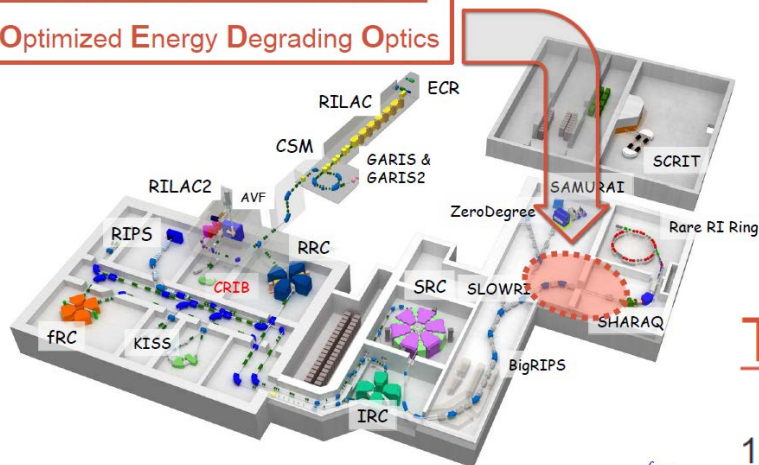 Optimized Energy Degrading Optics
ECR
RILAC
CSM
GARIS &
GARIS2
SCRIT
RILAC2
AVF
SAMURAI
ZeroDegree
Rare RI Ring
RIPS
RRC
CRIB
SRC
SLOWRI
SHARAQ
fRC
KISS
BigRIPS
IRC
T
1